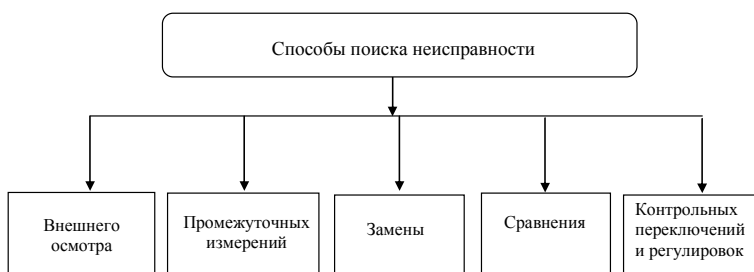 Способы поиска неисправности
Внешнего
осмотра
Промежуточных
измерений
Замены
Сравнения
Контрольных
переключений
и регулировок